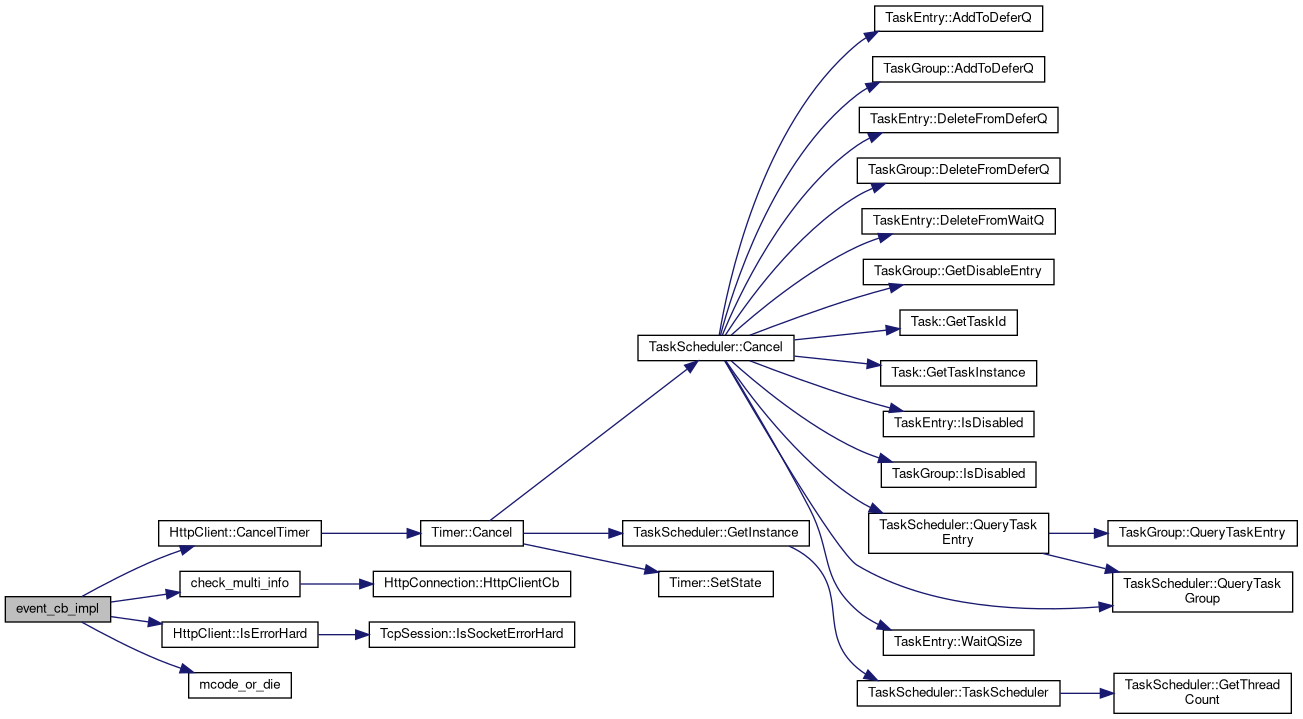 TaskEntry::AddToDeferQ
TaskGroup::AddToDeferQ
TaskEntry::DeleteFromDeferQ
TaskGroup::DeleteFromDeferQ
TaskEntry::DeleteFromWaitQ
TaskGroup::GetDisableEntry
Task::GetTaskId
TaskScheduler::Cancel
Task::GetTaskInstance
TaskEntry::IsDisabled
TaskGroup::IsDisabled
HttpClient::CancelTimer
Timer::Cancel
TaskScheduler::GetInstance
TaskScheduler::QueryTask
Entry
TaskGroup::QueryTaskEntry
event_cb_impl
check_multi_info
HttpConnection::HttpClientCb
Timer::SetState
TaskScheduler::QueryTask
Group
HttpClient::IsErrorHard
TcpSession::IsSocketErrorHard
TaskEntry::WaitQSize
mcode_or_die
TaskScheduler::TaskScheduler
TaskScheduler::GetThread
Count